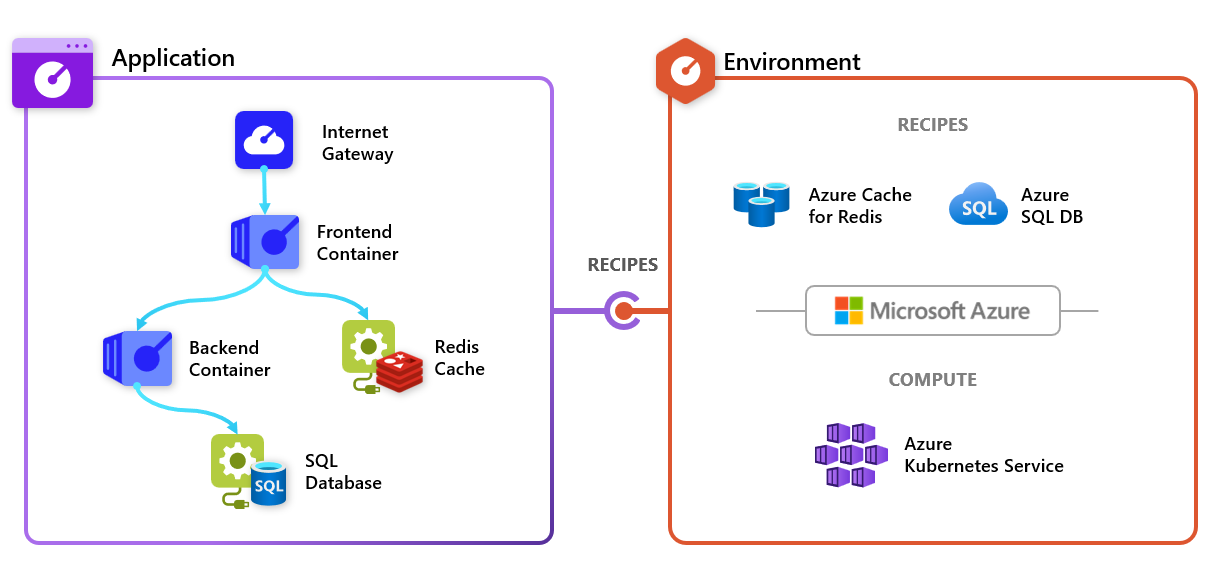 Application
Internet
Gateway
Frontend
Container
Backend
Container
Redis
Cache
SQL
Database
SQL
RECIPES
Environment
RECIPES
Azure Cache
for Redis
SQL
Azure
SQL DB
Microsoft Azure
COMPUTE
Azure
Kubernetes Service